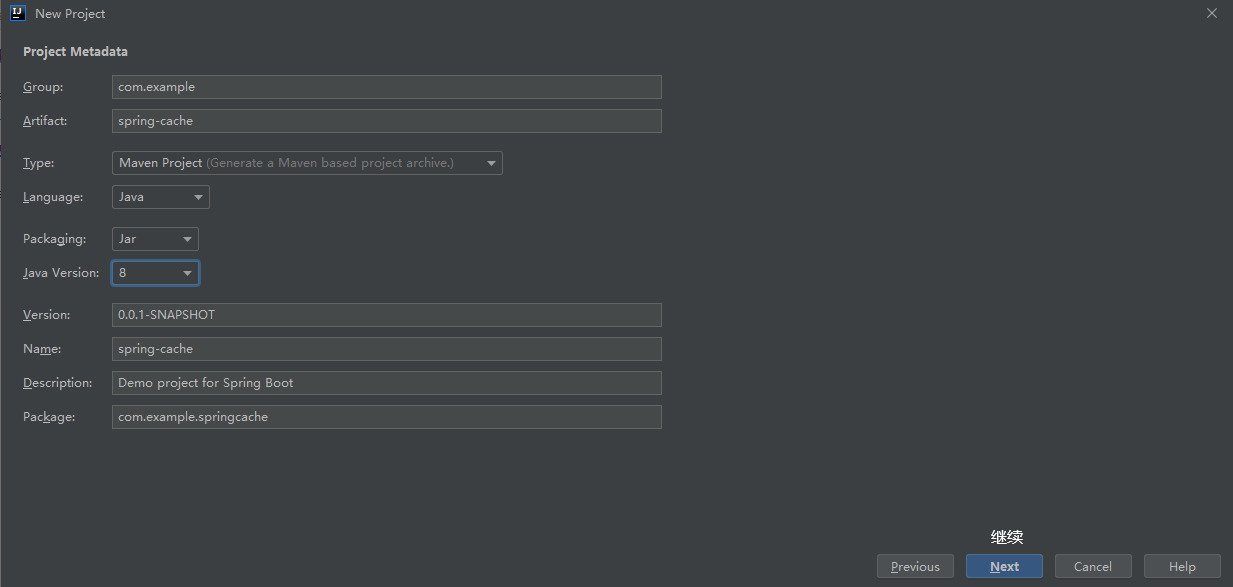 New Project
Project Metadata
Group: com.example
Artifact: spring-cache
Type: Maven Project (Generate a Maven based project archive.)
Language: Java
Packaging: Jar
Java Version: 8
Version: 0.0.1-SNAPSHOT
Name: spring-cache
Description: Demo project for Spring Boot
Package: com.example.springcache
继续
Previous Next Cancel Help